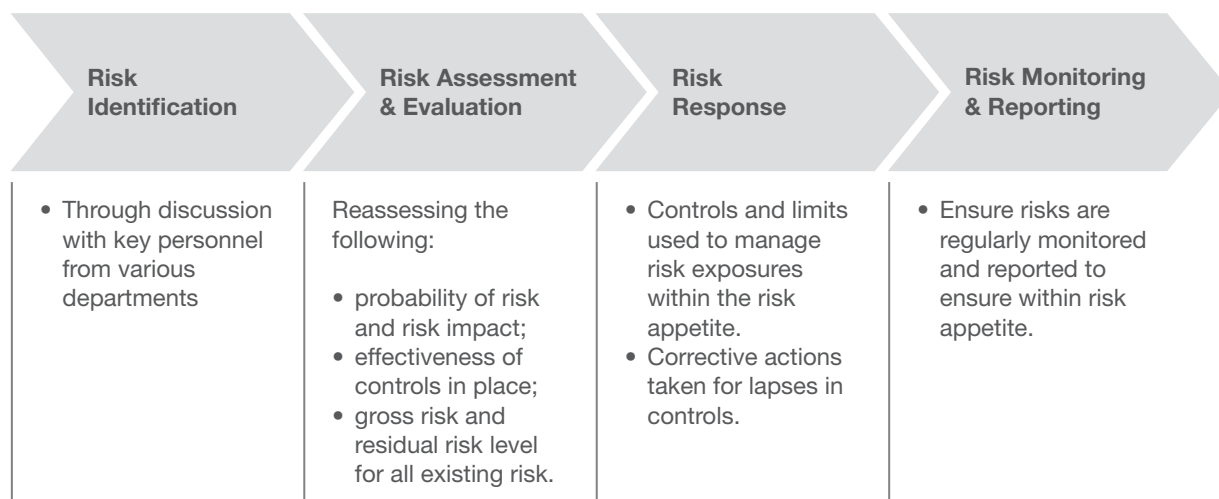 Risk
Identification
Risk Assessment
& Evaluation
Risk
Response
Risk Monitoring
& Reporting
• Through discussion
with key personnel
from various
departments
Reassessing the
following:
• probability of risk
and risk impact;
• effectiveness of
controls in place;
• gross risk and
residual risk level
for all existing risk.
• Controls and limits
used to manage
risk exposures
within the risk
appetite.
• Corrective actions
taken for lapses in
controls.
• Ensure risks are
regularly monitored
and reported to
ensure within risk
appetite.